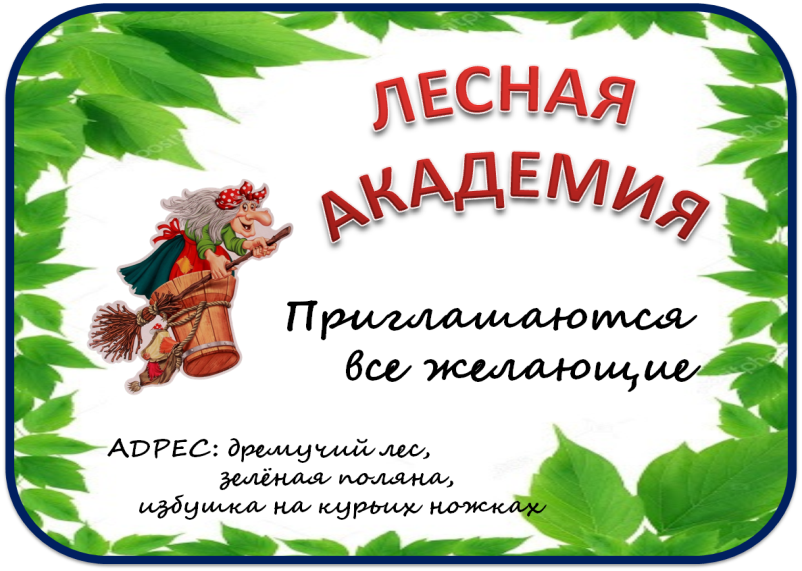 ЛЕСНАЯ
АКАДЕМИЯ
Приглашаются
все желающие
АДРЕС: дремучий лес,
зелёная поляна,
избушка на курьих ножках